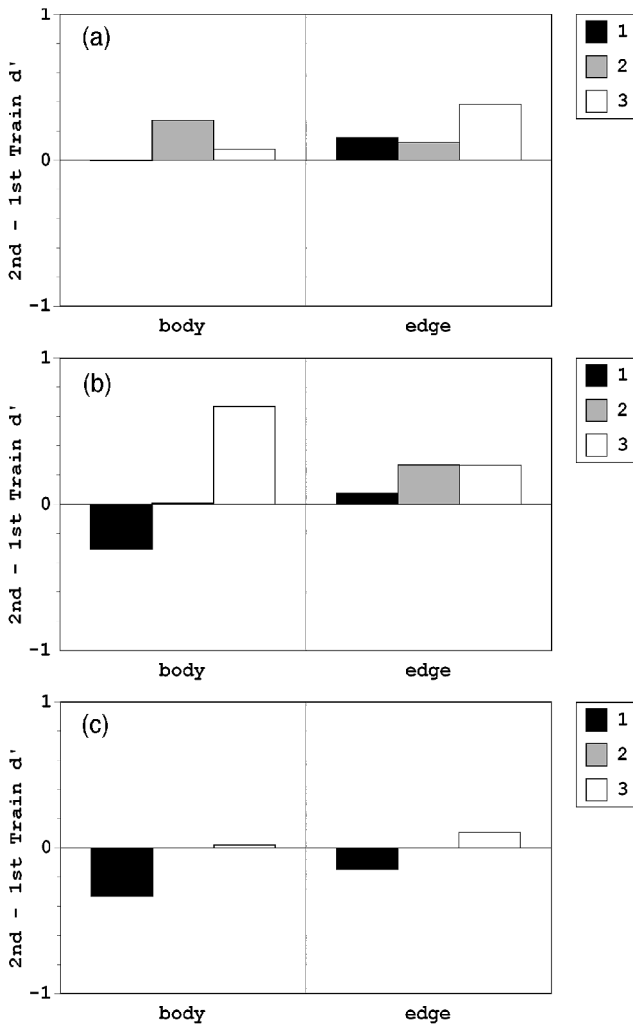 1
(a)
2nd - 1st Train d'
0
-1
body edge
1
2
3
1
(b)
2nd - 1st Train d'
0
-1
body edge
1
2
3
1
(c)
2nd - 1st Train d'
0
-1
body edge
1
2
3